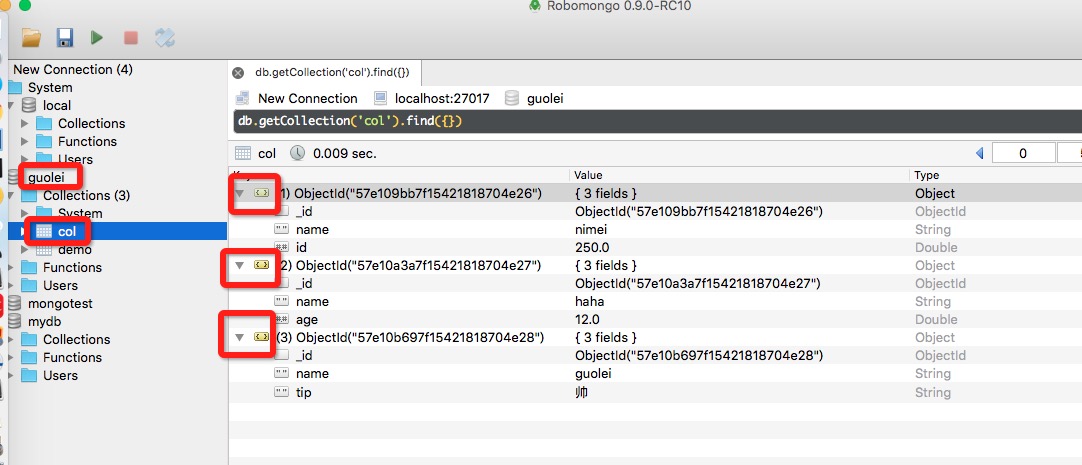 Robomongo 0.9.0-RC10
New Connection (4)
System
local
Collections
Functions
Users
guolei
Collections (3)
System
col
demo
Functions
Users
mongotest
mydb
Collections
Functions
Users
db.getCollection('col').find({})
New Connection localhost:27017 guolei
db.getCollection('col').find({})
col 0.009 sec. 0
Value Type
1) ObjectId("57e109bb7f15421818704e26") { 3 fields } Object
_id ObjectId("57e109bb7f15421818704e26") ObjectId
name nimei String
id 250.0 Double
2) ObjectId("57e10a3a7f15421818704e27") { 3 fields } Object
_id ObjectId("57e10a3a7f15421818704e27") ObjectId
name haha String
age 12.0 Double
(3) ObjectId("57e10b697f15421818704e28") { 3 fields } Object
_id ObjectId("57e10b697f15421818704e28") ObjectId
name guolei String
tip 帅 String